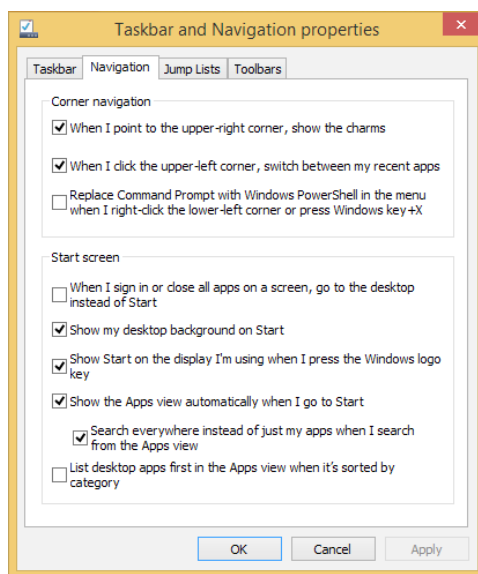 Taskbar and Navigation properties
Taskbar Navigation Jump Lists Toolbars
Corner navigation
When I point to the upper-right corner, show the charms
When I click the upper-left corner, switch between my recent apps
Replace Command Prompt with Windows PowerShell in the menu
when I right-click the lower-left corner or press Windows key+X
Start screen
When I sign in or close all apps on a screen, go to the desktop
instead of Start
Show my desktop background on Start
Show Start on the display I'm using when I press the Windows logo
key
Show the Apps view automatically when I go to Start
Search everywhere instead of just my apps when I search
from the Apps view
List desktop apps first in the Apps view when it's sorted by
category
OK Cancel Apply